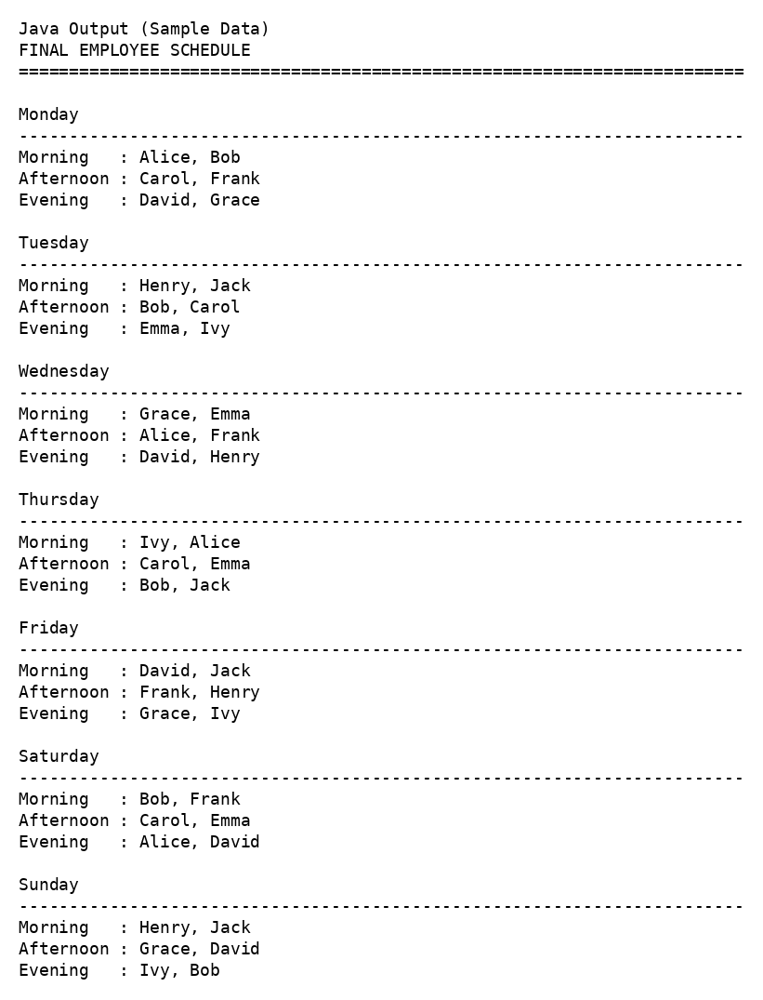 Java Output (Sample Data)
FINAL EMPLOYEE SCHEDULE
========================================================================

Monday
------------------------------------------------------------------------
Morning   : Alice, Bob
Afternoon : Carol, Frank
Evening   : David, Grace

Tuesday
------------------------------------------------------------------------
Morning   : Henry, Jack
Afternoon : Bob, Carol
Evening   : Emma, Ivy

Wednesday
------------------------------------------------------------------------
Morning   : Grace, Emma
Afternoon : Alice, Frank
Evening   : David, Henry

Thursday
------------------------------------------------------------------------
Morning   : Ivy, Alice
Afternoon : Carol, Emma
Evening   : Bob, Jack

Friday
------------------------------------------------------------------------
Morning   : David, Jack
Afternoon : Frank, Henry
Evening   : Grace, Ivy

Saturday
------------------------------------------------------------------------
Morning   : Bob, Frank
Afternoon : Carol, Emma
Evening   : Alice, David

Sunday
------------------------------------------------------------------------
Morning   : Henry, Jack
Afternoon : Grace, David
Evening   : Ivy, Bob